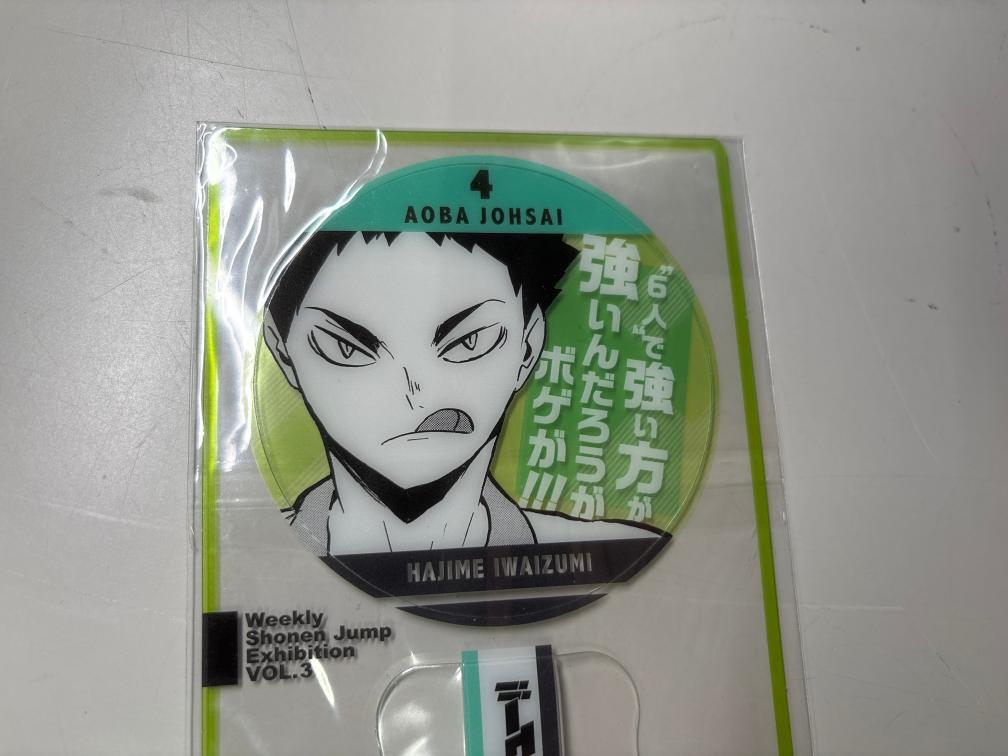 4
AOBA JOHSAI
”6人“で強い方が
強いんだろうが
ボゲが!!!
HAJIME IWAIZUMI
Weekly
Shonen Jump
Exhibition
VOL.3